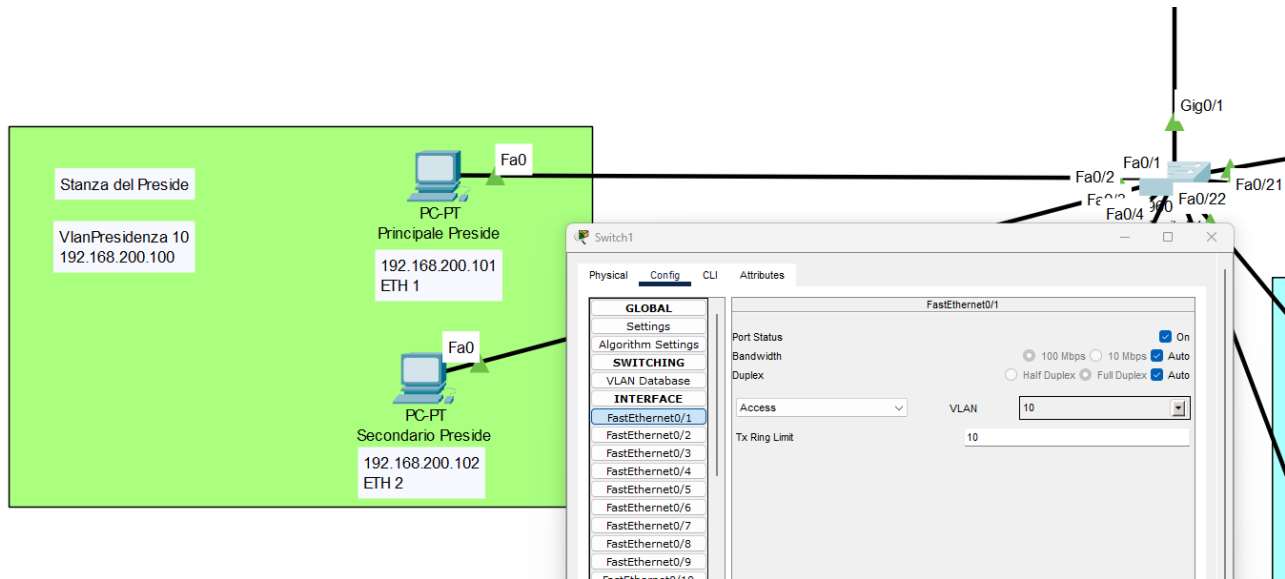 Gig0/1
Stanza del Preside
VlanPresidenza 10
192.168.200.100
Fa0
PC-PT
Principale Preside
192.168.200.101
ETH 1
Fa0
PC-PT
Secondario Preside
192.168.200.102
ETH 2
Fa0/1
Fa0/2
Fa0/21
Fa0/22
Fa0/4
Switch1
Physical Config CLI Attributes
GLOBAL
Settings
Algorithm Settings
SWITCHING
VLAN Database
INTERFACE
FastEthernet0/1
FastEthernet0/2
FastEthernet0/3
FastEthernet0/4
FastEthernet0/5
FastEthernet0/6
FastEthernet0/7
FastEthernet0/8
FastEthernet0/9
FastEthernet0/10
FastEthernet0/1
Port Status On
Bandwidth 100 Mbps 10 Mbps Auto
Duplex Half Duplex Full Duplex Auto
Access VLAN 10
Tx Ring Limit 10